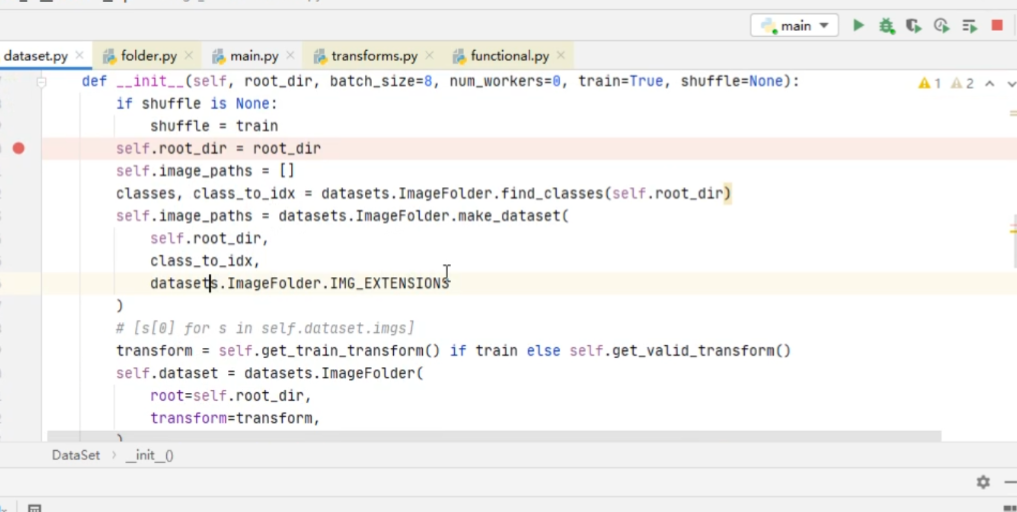 main
dataset.py folder.py main.py transforms.py functional.py
def __init__(self, root_dir, batch_size=8, num_workers=0, train=True, shuffle=None):
1 2
if shuffle is None:
shuffle = train
self.root_dir = root_dir
self.image_paths = []
classes, class_to_idx = datasets.ImageFolder.find_classes(self.root_dir)
self.image_paths = datasets.ImageFolder.make_dataset(
self.root_dir,
class_to_idx,
datasets.ImageFolder.IMG_EXTENSIONS
)
# [s[0] for s in self.dataset.imgs]
transform = self.get_train_transform() if train else self.get_valid_transform()
self.dataset = datasets.ImageFolder(
root=self.root_dir,
transform=transform,
)
DataSet › __init__()